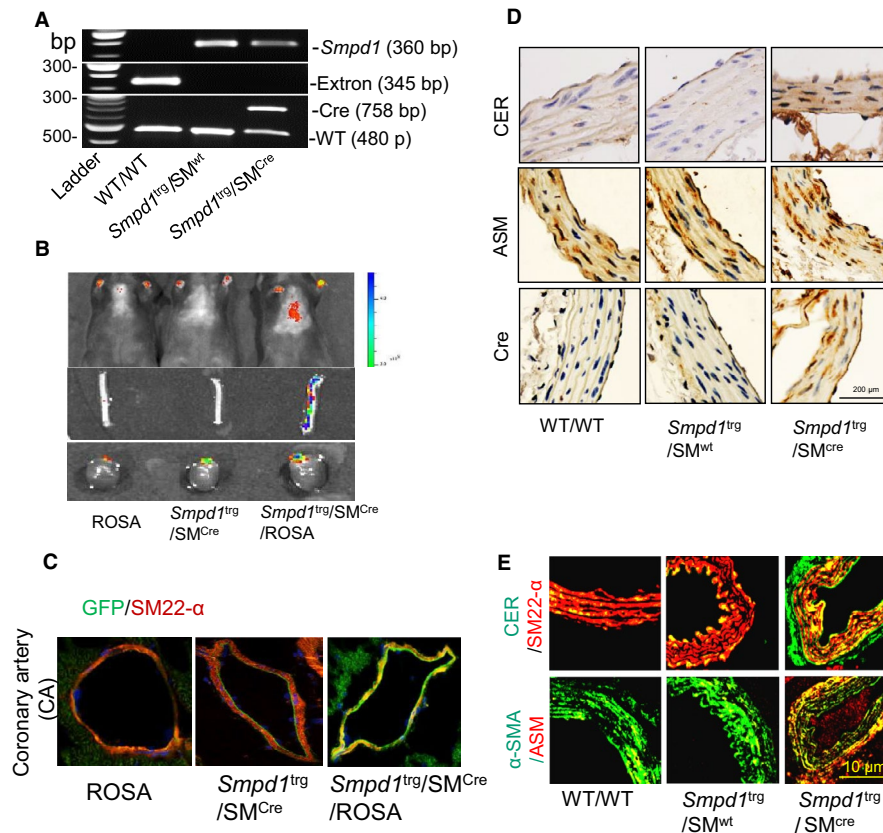 A
bp
300-
300-
500-
-Smpd1 (360 bp)
-Extron (345 bp)
-Cre (758 bp)
-WT (480 p)
Ladder
WT/WT
Smpd1trg/SMwt
Smpd1trg/SMCre
B
ROSA
Smpd1trg
/SMCre
Smpd1trg/SMCre
/ROSA
C
GFP/SM22-α
Coronary artery
(CA)
ROSA
Smpd1trg
/SMCre
Smpd1trg/SMCre
/ROSA
D
CER
ASM
Cre
200 µm
WT/WT
Smpd1trg
/SMwt
Smpd1trg
/SMcre
E
CER
/SM22-α
α-SMA
/ASM
10 µm
WT/WT
Smpd1trg
/SMwt
Smpd1trg
/SMcre